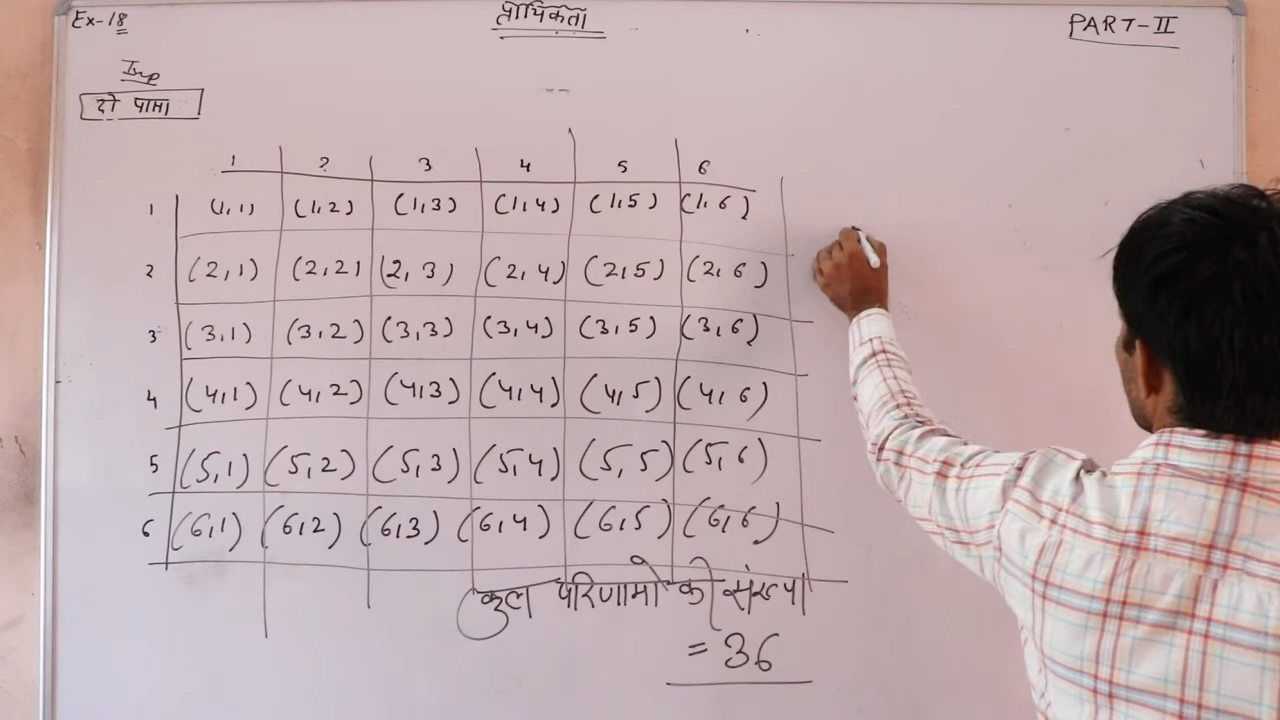 Ex-18
प्रायिकता
PART-II
Imp
दो पासा
1 2 3 4 5 6
1 (1,1) (1,2) (1,3) (1,4) (1,5) (1,6)
2 (2,1) (2,2) (2,3) (2,4) (2,5) (2,6)
3 (3,1) (3,2) (3,3) (3,4) (3,5) (3,6)
4 (4,1) (4,2) (4,3) (4,4) (4,5) (4,6)
5 (5,1) (5,2) (5,3) (5,4) (5,5) (5,6)
6 (6,1) (6,2) (6,3) (6,4) (6,5) (6,6)
कुल परिणामो की संख्या
= 36